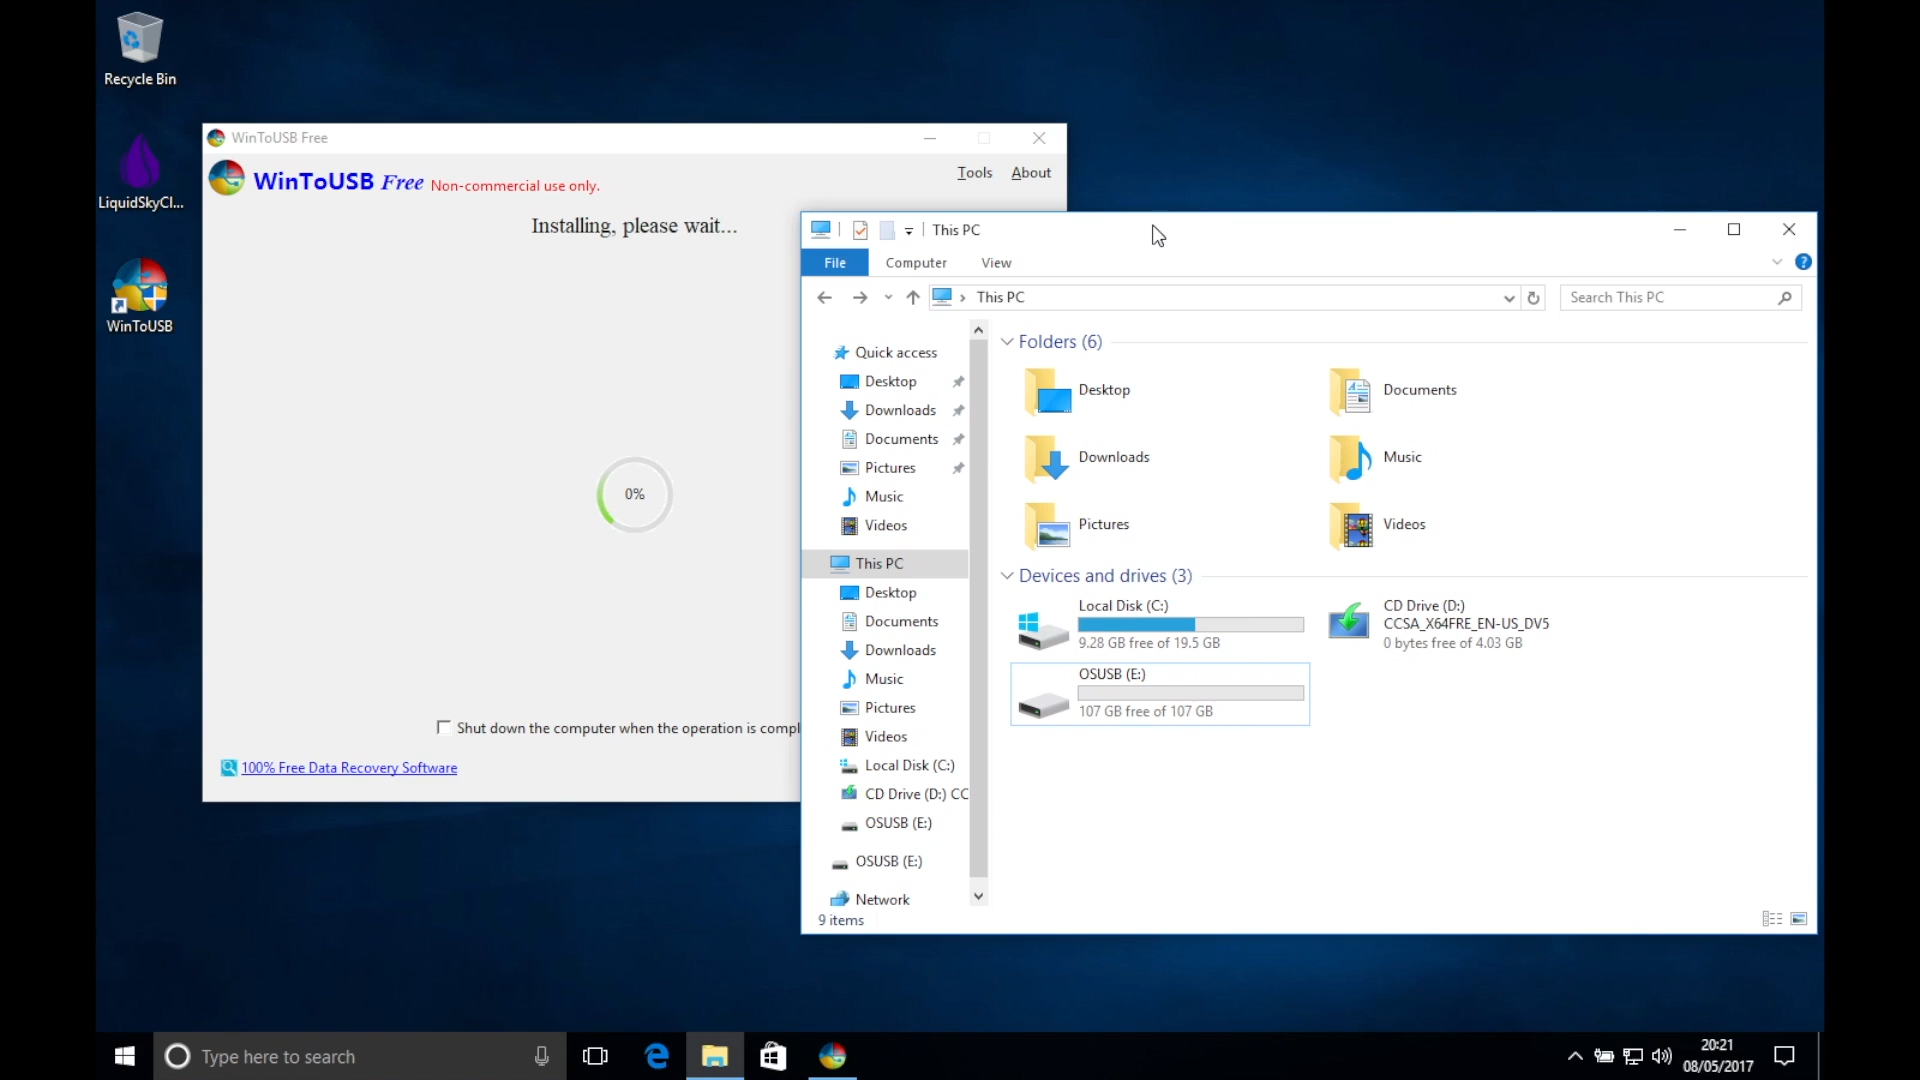 Recycle Bin
LiquidSkyCl...
WinToUSB
WinToUSB Free
WinToUSB Free Non-commercial use only.
Tools About
Installing, please wait...
0%
Shut down the computer when the operation is compl
100% Free Data Recovery Software
This PC
File Computer View
This PC
Search This PC
Quick access
Desktop
Downloads
Documents
Pictures
Music
Videos
This PC
Desktop
Documents
Downloads
Music
Pictures
Videos
Local Disk (C:)
CD Drive (D:) CC
OSUSB (E:)
OSUSB (E:)
Network
9 items
Folders (6)
Desktop
Documents
Downloads
Music
Pictures
Videos
Devices and drives (3)
Local Disk (C:)
9.28 GB free of 19.5 GB
CD Drive (D:)
CCSA_X64FRE_EN-US_DV5
0 bytes free of 4.03 GB
OSUSB (E:)
107 GB free of 107 GB
Type here to search
20:21
08/05/2017